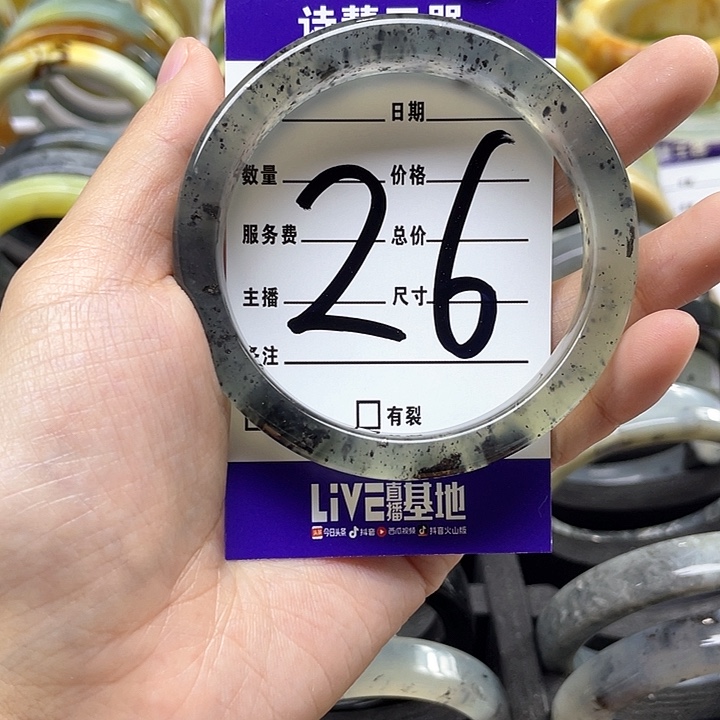 日期
数量 价格
服务费 总价
主播 尺寸
26
备注
有裂
LiVE直播基地
今日头条 抖音 西瓜视频 抖音火山版